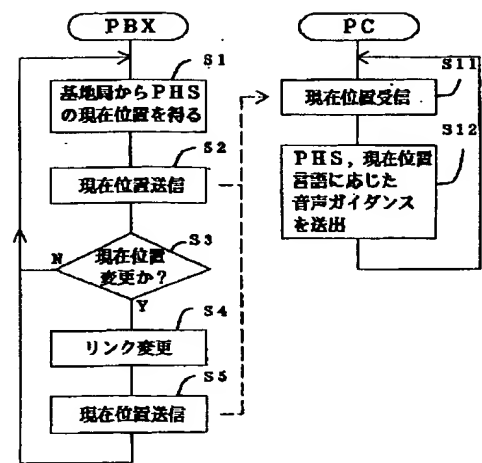 PBX
S1
基地局からPHS
の現在位置を得る
S2
現在位置送信
S3
現在位置
変更か?
N
Y
S4
リンク変更
S5
現在位置送信
PC
S11
現在位置受信
S12
PHS,現在位置
言語に応じた
音声ガイダンス
を送出